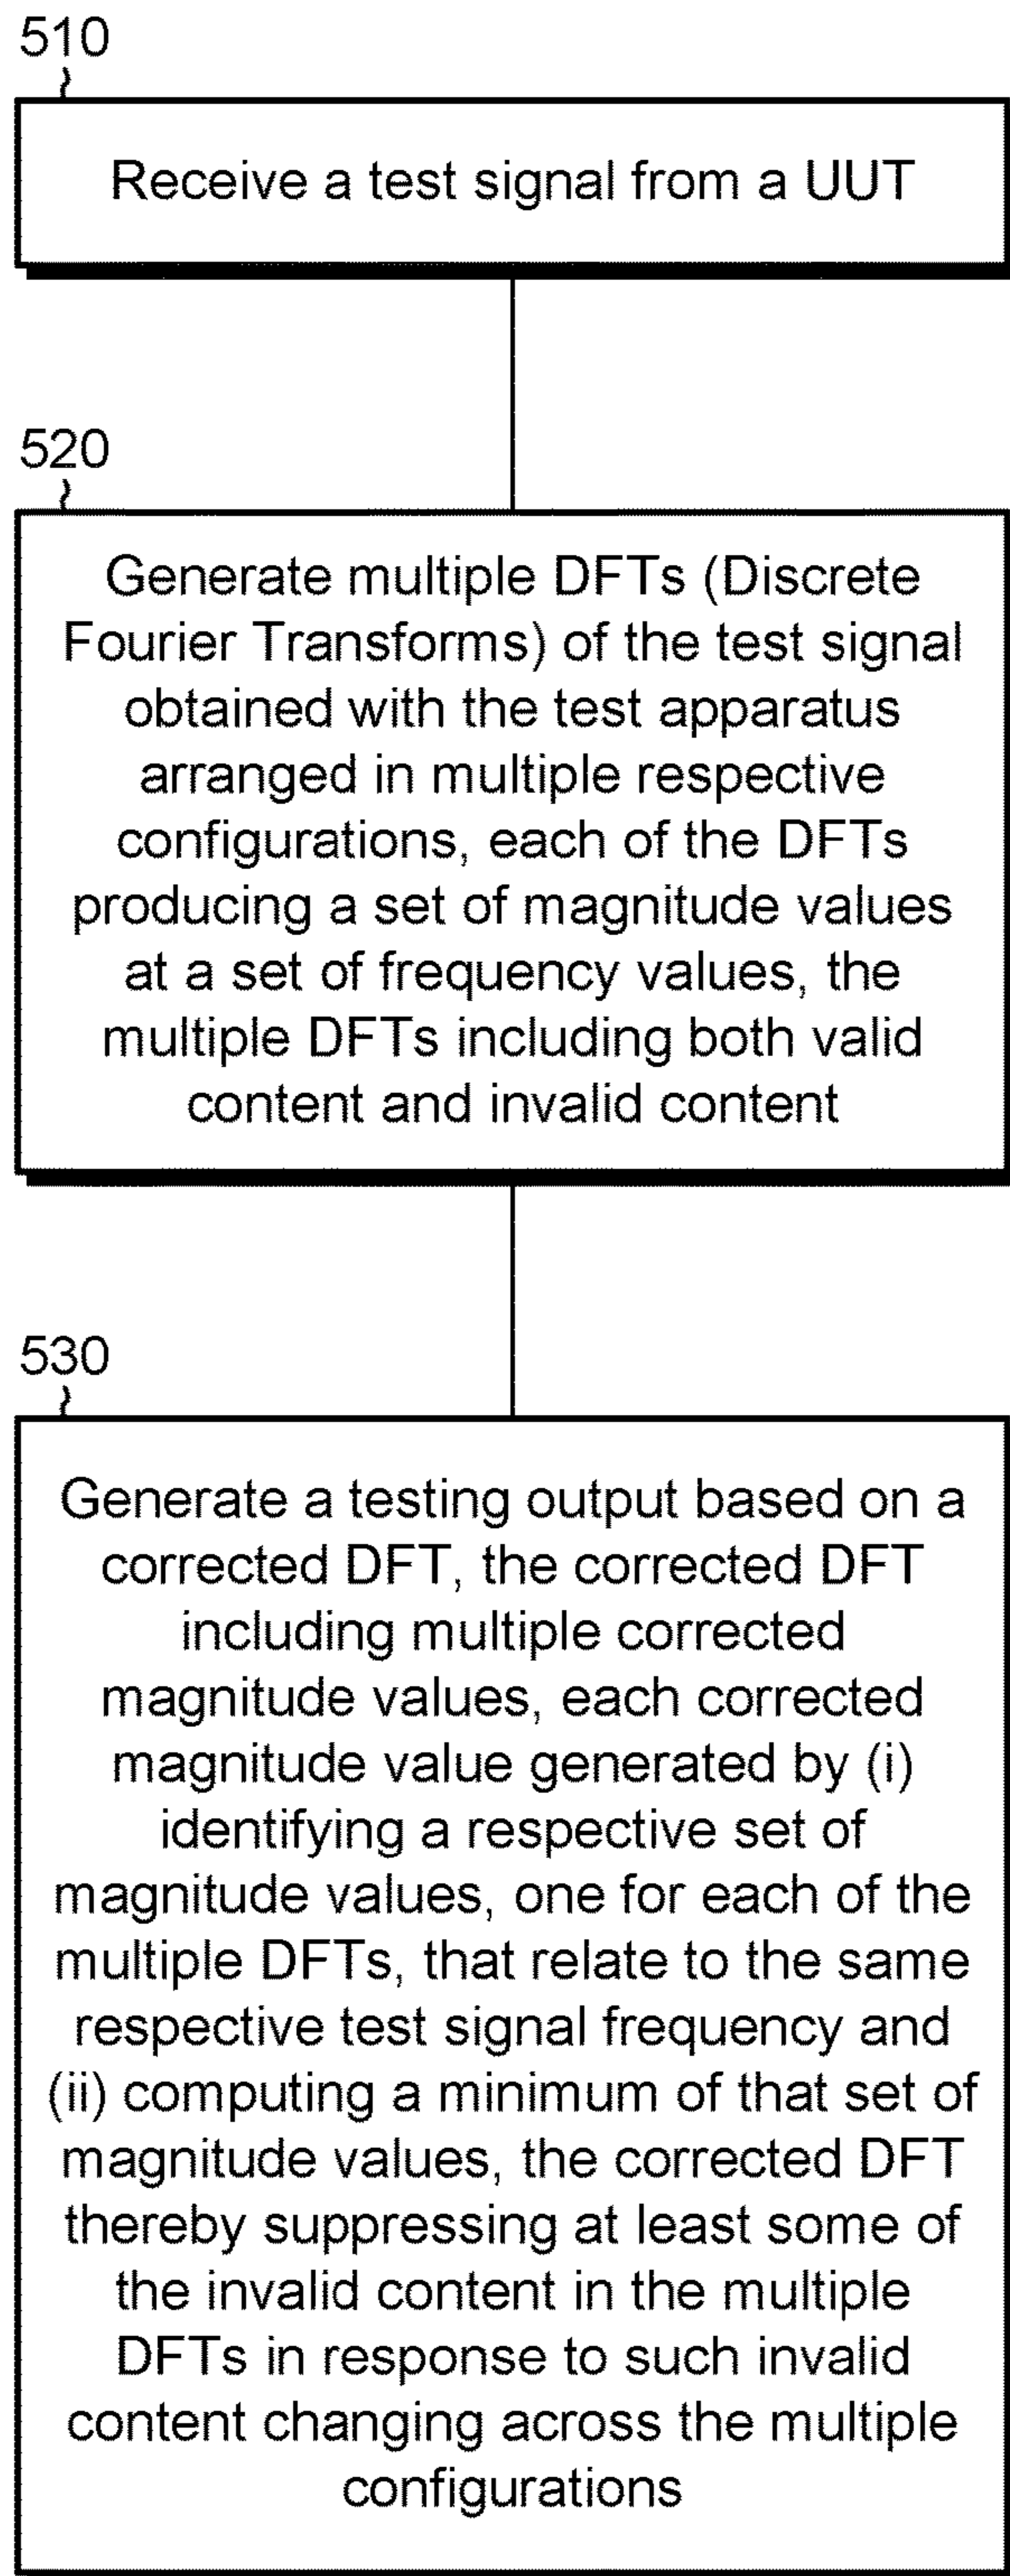 510
Receive a test signal from a UUT
520
Generate multiple DFTs (Discrete
Fourier Transforms) of the test signal
obtained with the test apparatus
arranged in multiple respective
configurations, each of the DFTs
producing a set of magnitude values
at a set of frequency values, the
multiple DFTs including both valid
content and invalid content
530
Generate a testing output based on a
corrected DFT, the corrected DFT
including multiple corrected
magnitude values, each corrected
magnitude value generated by (i)
identifying a respective set of
magnitude values, one for each of the
multiple DFTs, that relate to the same
respective test signal frequency and
(ii) computing a minimum of that set of
magnitude values, the corrected DFT
thereby suppressing at least some of
the invalid content in the multiple
DFTs in response to such invalid
content changing across the multiple
configurations